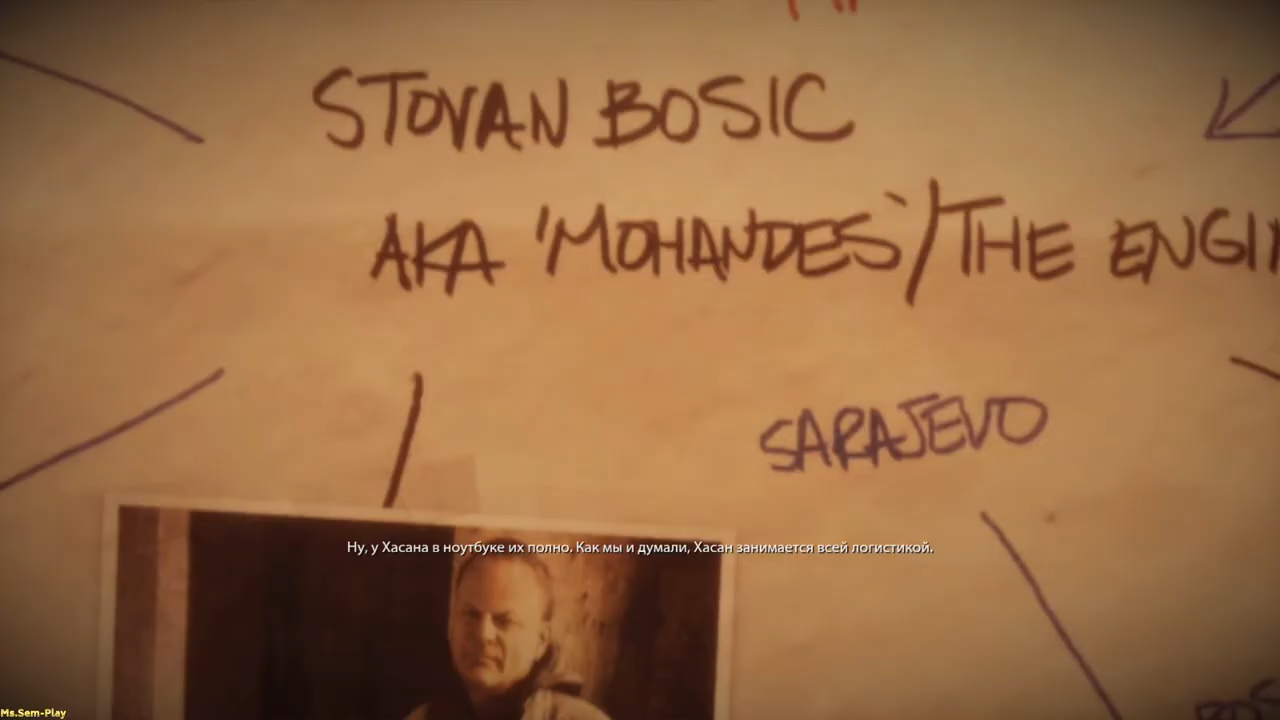 STOVAN BOSIC
AKA 'MOHANDES'/THE ENGI
SARAJEVO
Ну, у Хасана в ноутбуке их полно. Как мы и думали, Хасан занимается всей логистикой.
Ms.Sem-Play